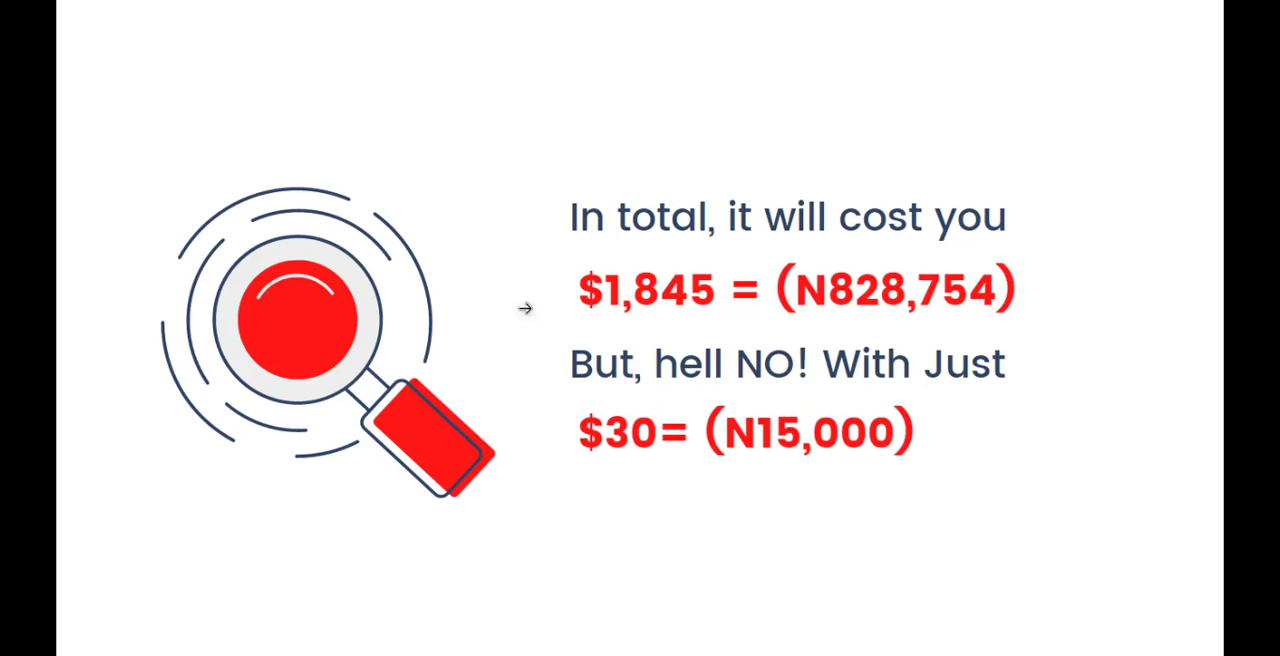 In total, it will cost you
$1,845 = (N828,754)
But, hell NO! With Just
$30= (N15,000)